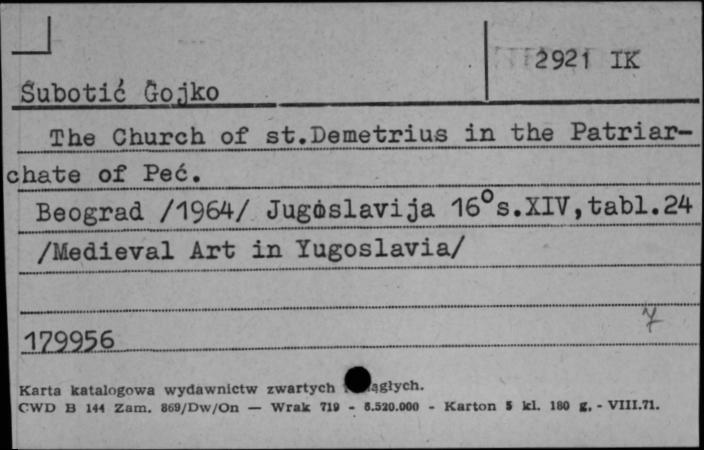 2921 IK
Subotić Gojko
The Church of st.Demetrius in the Patriar-
chate of Peć.
Beograd /1964/ Jugoslavija 16° s.XIV,tabl.24
/Medieval Art in Yugoslavia/
7
179956
Karta katalogowa wydawnictw zwartych
CWD B 144 Zam. 869/Dw/On — Wrak 719 - 6.520.000 - Karton 5 kl. 180 g. - VIII.71.